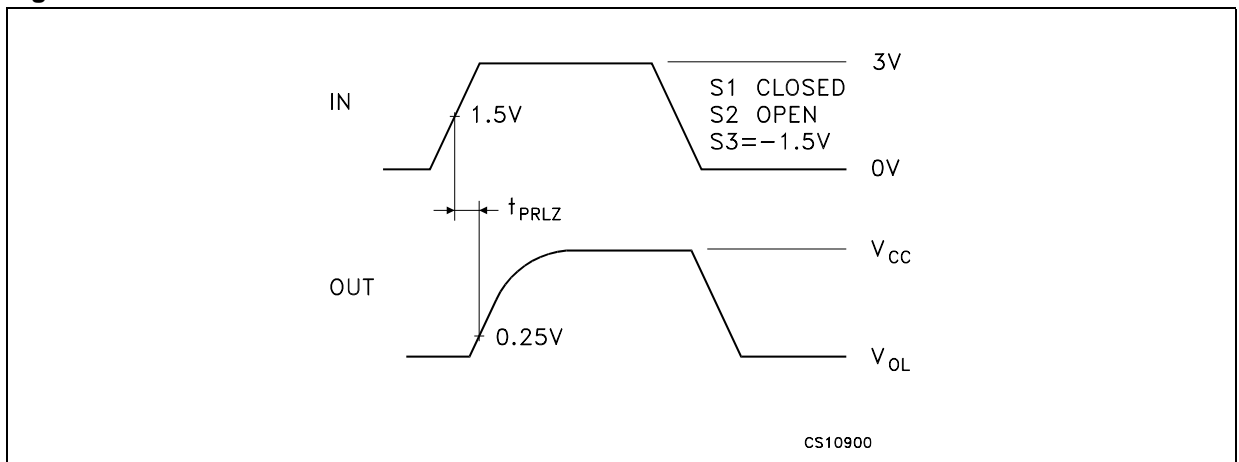 3V
S1 CLOSED
IN
S2 OPEN
1.5V
S3=-1.5V
0V
tPRLZ
VCC
OUT
0.25V
VOL
CS10900